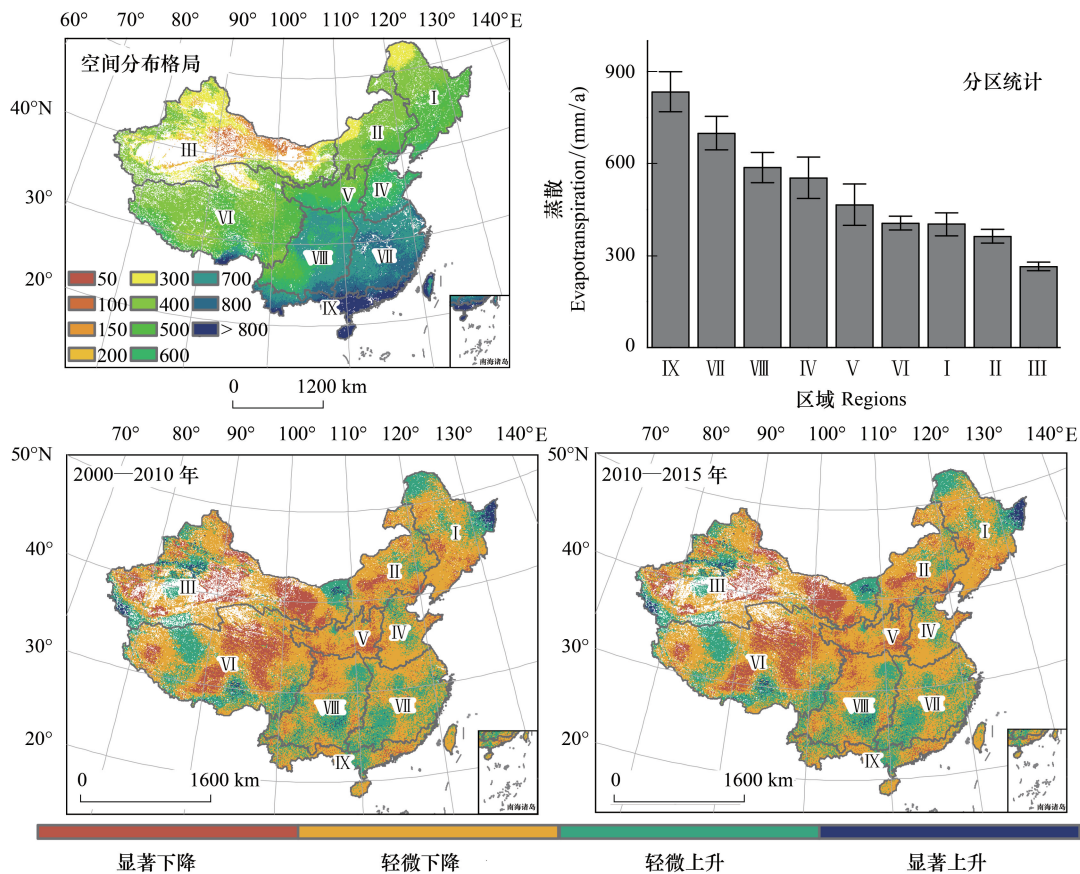 60° 70° 80° 90° 100° 110° 120° 130° 140°E
空间分布格局
40°N
30°
20°
I
II
III
IV
V
VI
VII
VIII
IX
50 300 700
100 400 800
150 500 > 800
200 600
南海诸岛
0 1200 km
分区统计
900
600
300
0
蒸散
Evapotranspiration/(mm/a)
IX VII VIII IV V VI I II III
区域 Regions
70° 80° 90° 100° 110° 120° 130° 140°E
50°N
40°
30°
20°
2000—2010 年
I
II
III
IV
V
VI
VII
VIII
IX
0 1600 km
南海诸岛
70° 80° 90° 100° 110° 120° 130° 140°E
50°N
40°
30°
20°
2010—2015 年
I
II
III
IV
V
VI
VII
VIII
IX
0 1600 km
南海诸岛
显著下降 轻微下降 轻微上升 显著上升